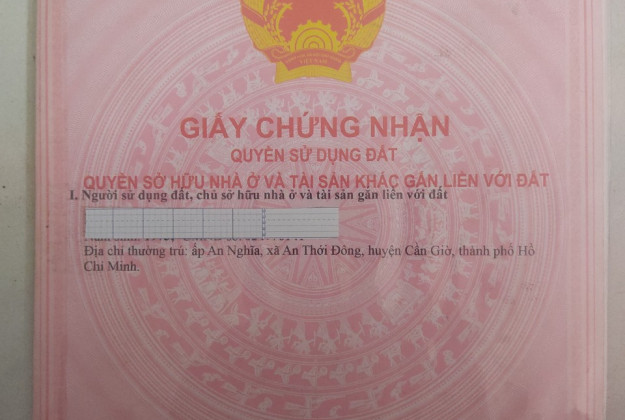 GIẤY CHỨNG NHẬN
QUYỀN SỬ DỤNG ĐẤT
QUYỀN SỞ HỮU NHÀ Ở VÀ TÀI SẢN KHÁC GẮN LIỀN VỚI ĐẤT
I. Người sử dụng đất, chủ sở hữu nhà ở và tài sản gắn liền với đất
Địa chỉ thường trú: ấp An Nghĩa, xã An Thới Đông, huyện Cần Giờ, thành phố Hồ
Chí Minh.